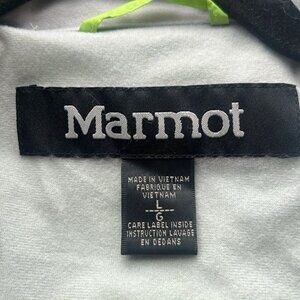 Marmot
MADE IN VIETNAM
FABRIQUE EN
VIETNAM
L
G
CARE LABEL INSIDE
INSTRUCTION LAVAGE
EN DEDANS